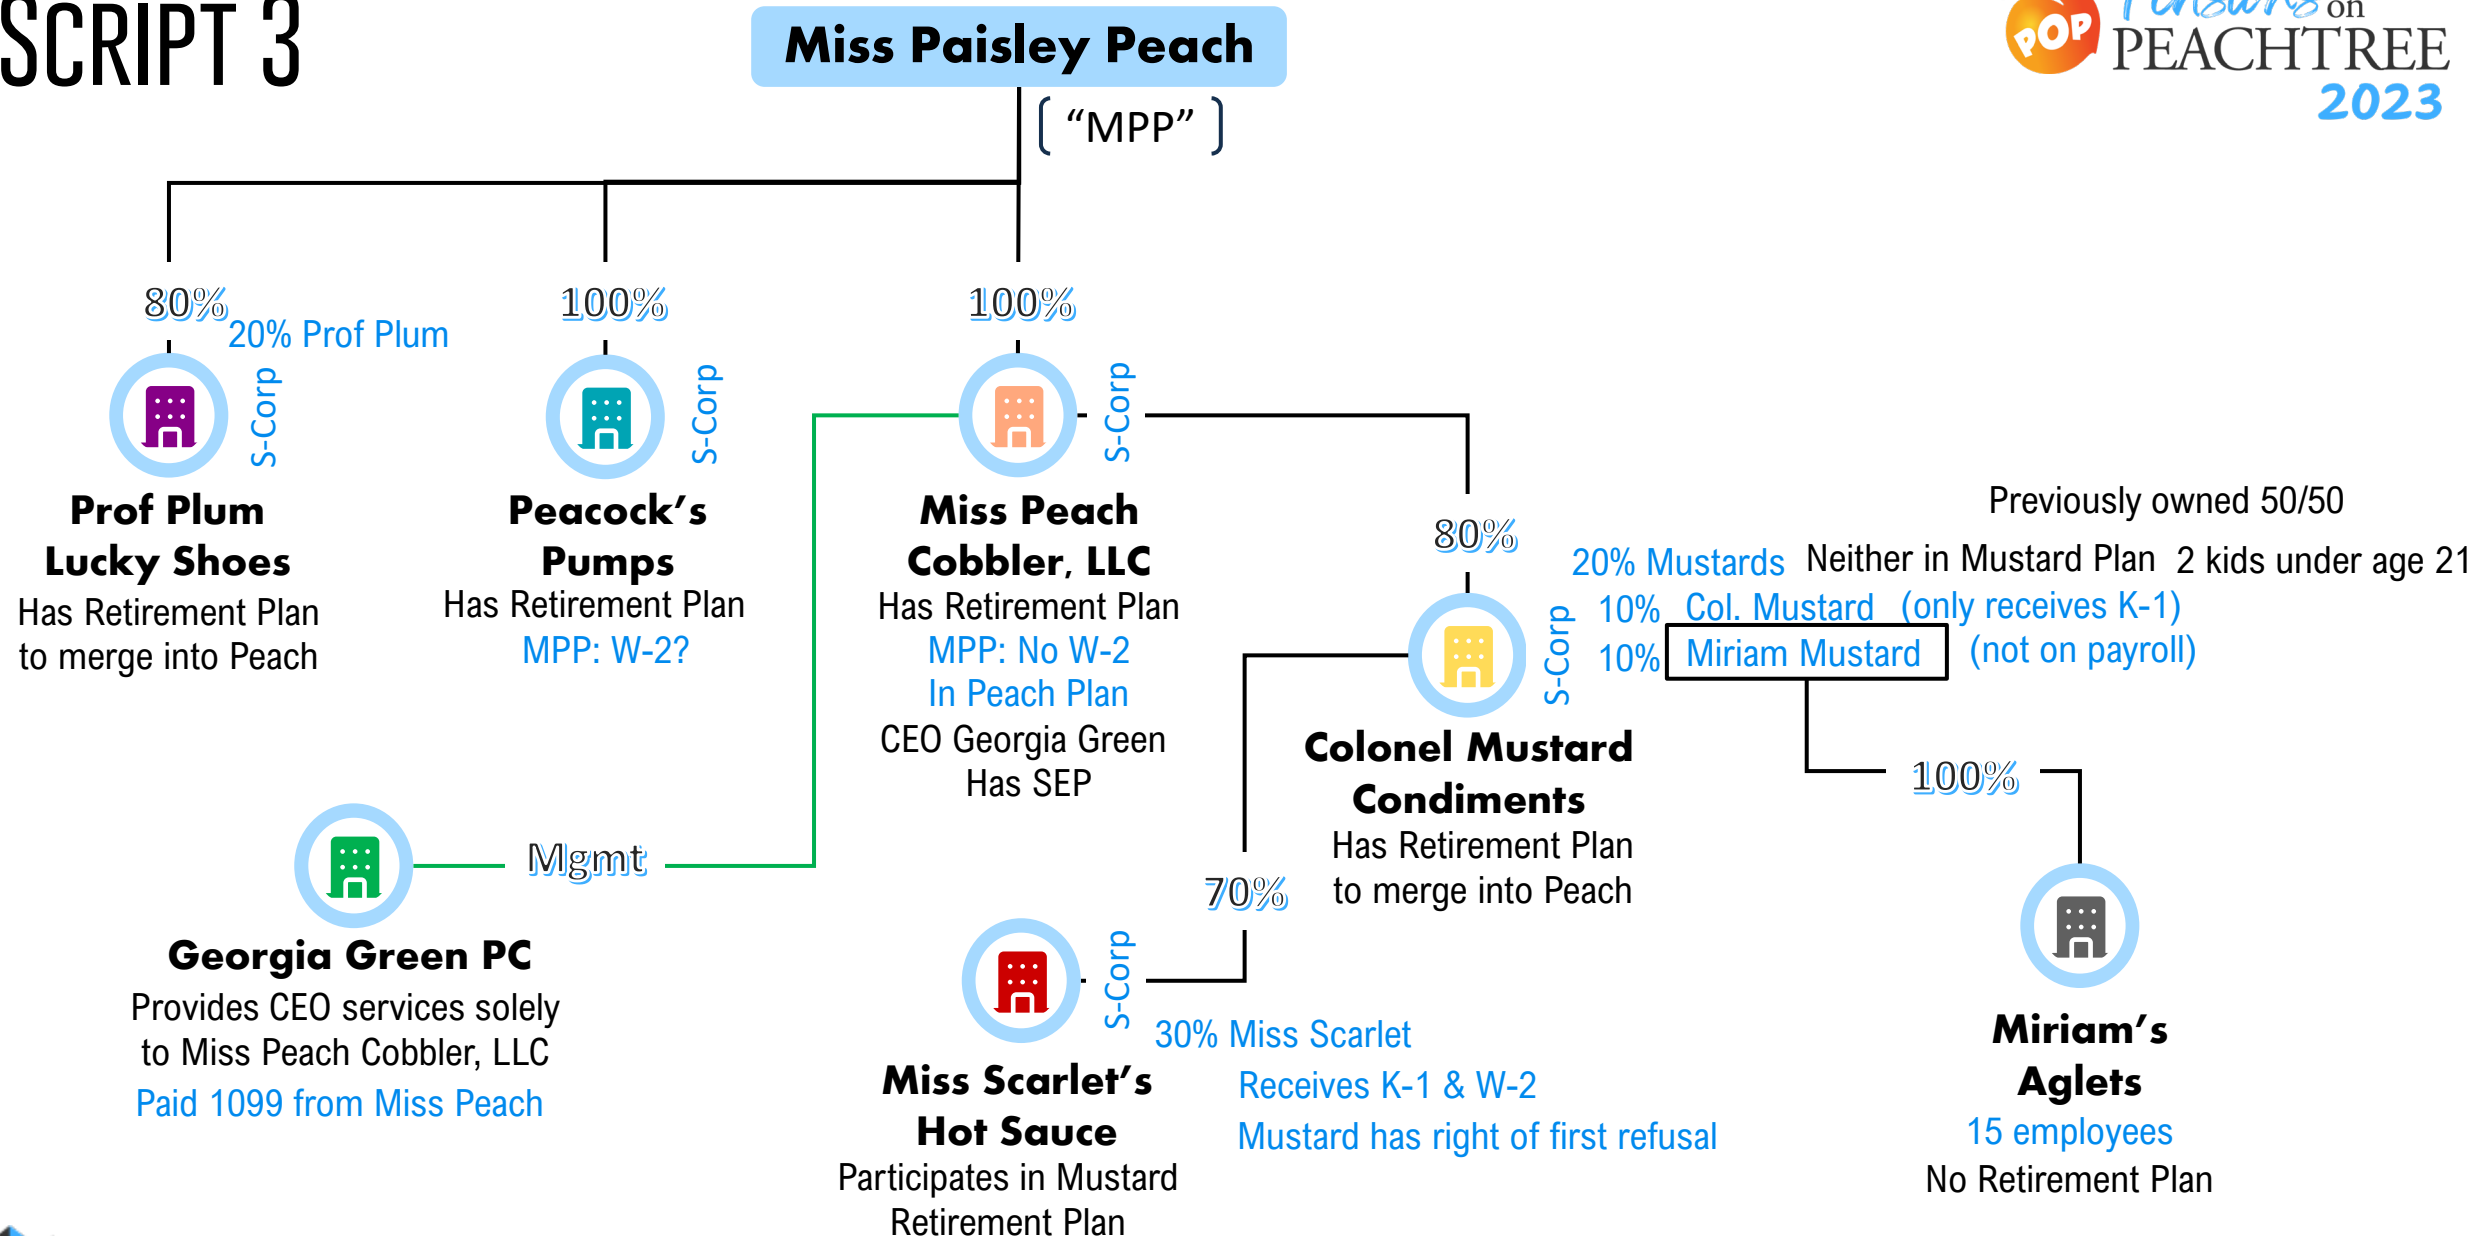 SCRIPT 3
Miss Paisley Peach
Pensions on
POP
PEACHTREE
2023
[ “MPP” ]
80%
20% Prof Plum
S-Corp
Prof Plum
Lucky Shoes
Has Retirement Plan
to merge into Peach
100%
S-Corp
Peacock’s
Pumps
Has Retirement Plan
MPP: W-2?
100%
S-Corp
Miss Peach
Cobbler, LLC
Has Retirement Plan
MPP: No W-2
In Peach Plan
CEO Georgia Green
Has SEP
80%
Previously owned 50/50
20% Mustards Neither in Mustard Plan 2 kids under age 21
10% Col. Mustard (only receives K-1)
10% Miriam Mustard (not on payroll)
S-Corp
Colonel Mustard
Condiments
Has Retirement Plan
to merge into Peach
Mgmt
Georgia Green PC
Provides CEO services solely
to Miss Peach Cobbler, LLC
Paid 1099 from Miss Peach
70%
S-Corp
30% Miss Scarlet
Receives K-1 & W-2
Mustard has right of first refusal
Miss Scarlet’s
Hot Sauce
Participates in Mustard
Retirement Plan
100%
Miriam’s
Aglets
15 employees
No Retirement Plan